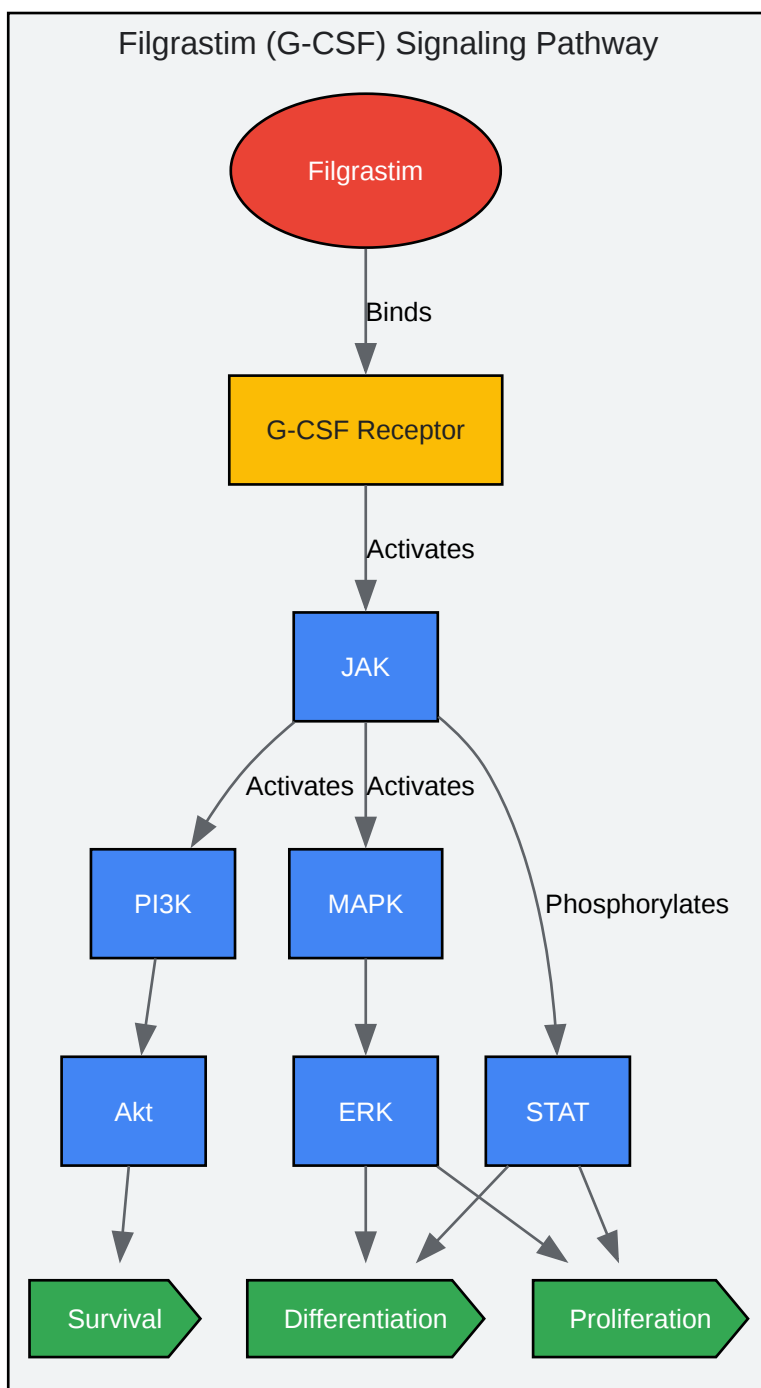 Filgrastim (G-CSF) Signaling Pathway
Filgrastim
Binds
G-CSF Receptor
Activates
JAK
Activates
Activates
PI3K
MAPK
Phosphorylates
Akt
ERK
STAT
Survival
Differentiation
Proliferation